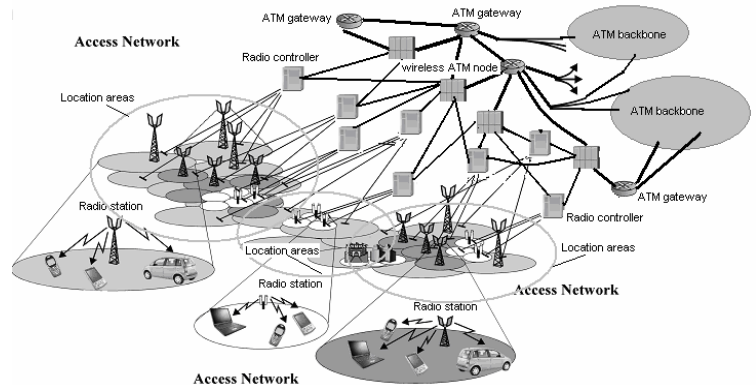 ATM gateway
ATM gateway
Access Network
ATM backbone
Radio controller
wireless ATM node
Location areas
ATM backbone
ATM gateway
Radio station
Radio controller
Location areas
Location areas
Radio station
Access Network
Radio station
Access Network